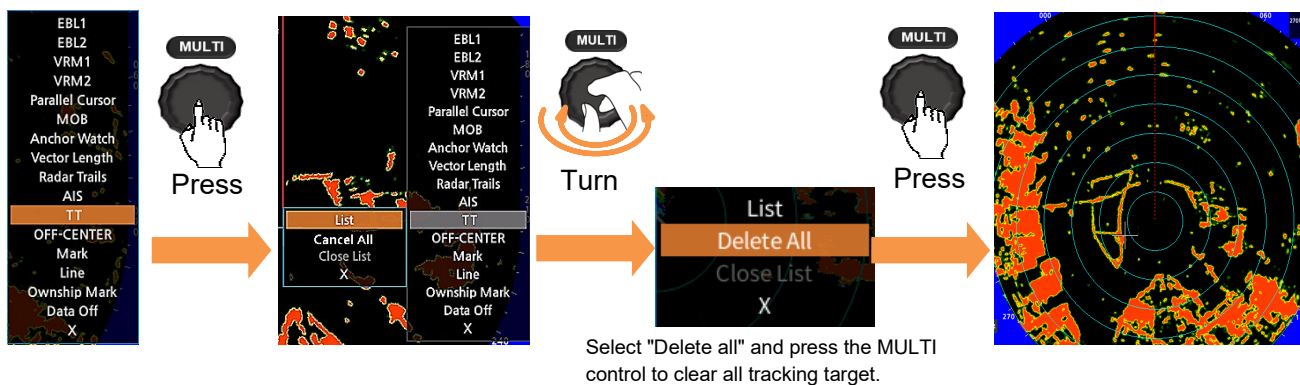 EBL1
EBL2
VRM1
VRM2
Parallel Cursor
MOB
Anchor Watch
Vector Length
Radar Trails
AIS
TT
OFF-CENTER
Mark
Line
Ownship Mark
Data Off
X
MULTI
Press
EBL1
EBL2
VRM1
VRM2
Parallel Cursor
MOB
Anchor Watch
Vector Length
Radar Trails
AIS
TT
OFF-CENTER
Mark
Line
Ownship Mark
Data Off
X
List
Cancel All
Close List
X
240
MULTI
Turn
List
Delete All
Close List
X
Select "Delete all" and press the MULTI
control to clear all tracking target.
MULTI
Press
000
060
270